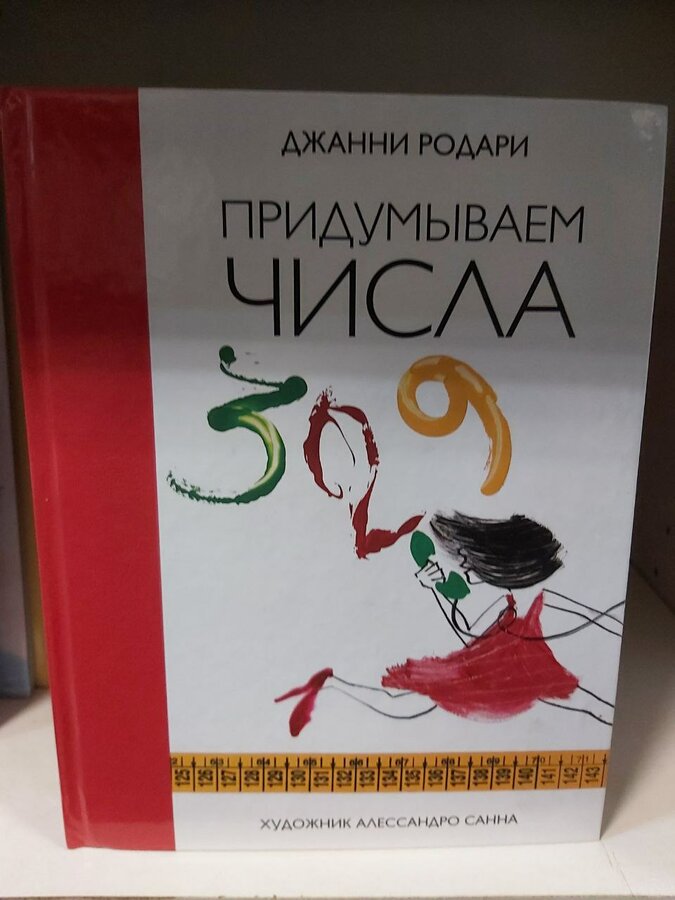 ДЖАННИ РОДАРИ
ПРИДУМЫВАЕМ
ЧИСЛА
5 2 9
125 126 127 128 129 130 131 132 133 134 135 136 137 138 139 140 141 142 143
ХУДОЖНИК АЛЕССАНДРО САННА